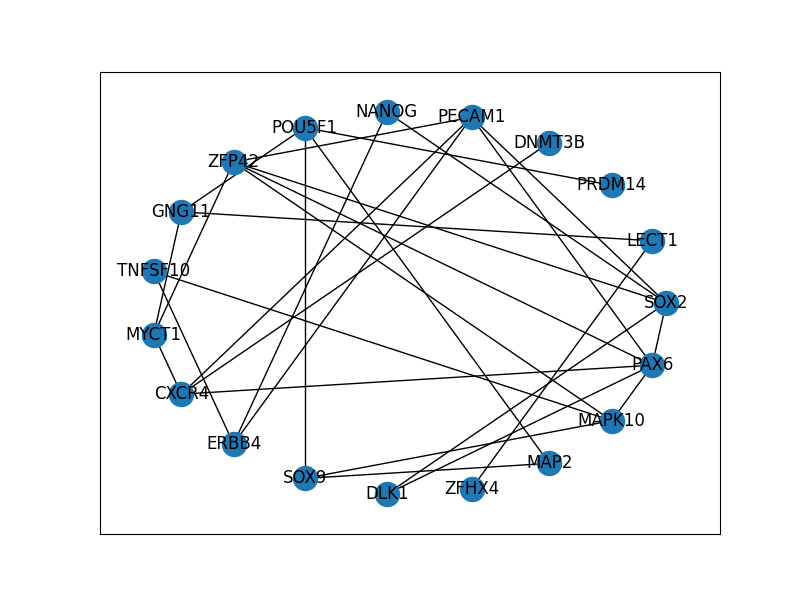 NANOG
PECAM1
POU5F1
DNMT3B
ZFP42
PRDM14
GNG11
LECT1
TNFSF10
SOX2
MYCT1
PAX6
CXCR4
MAPK10
ERBB4
MAP2
SOX9
ZFHX4
DLK1